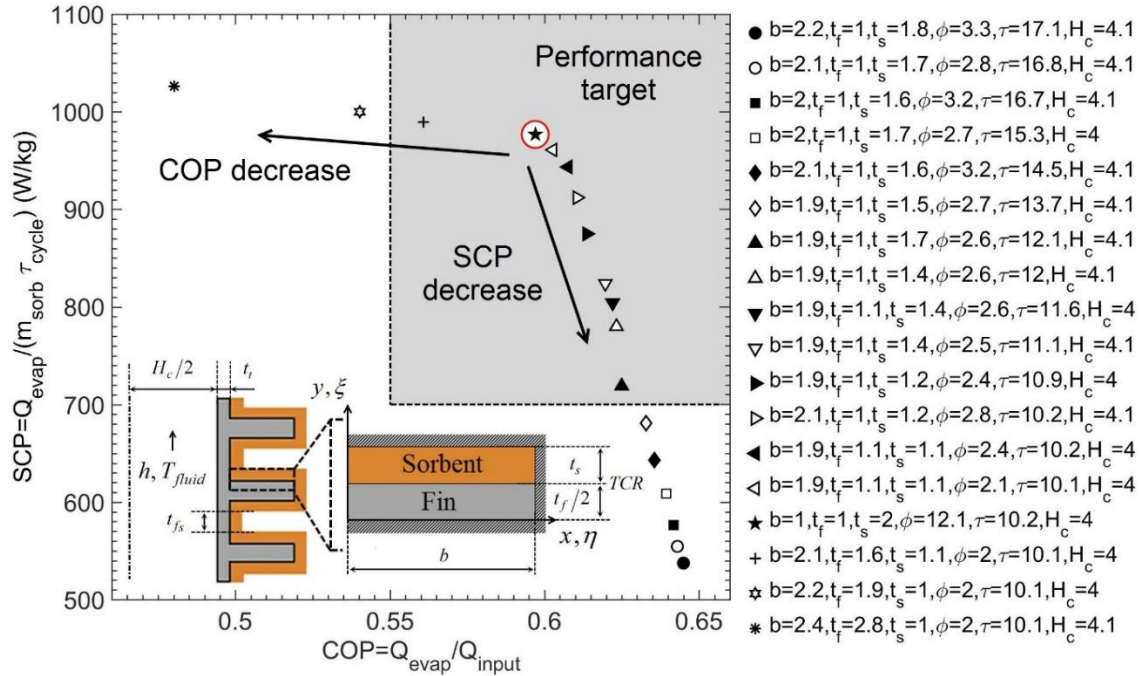 1100
1000
900
800
700
600
500
0.5
0.55
0.6
0.65
SCP=Q_evap/(m_sorb τ_cycle) (W/kg)
COP=Q_evap/Q_input
Performance
target
COP decrease
SCP
decrease
H_c/2
t_t
y, ξ
h, T_fluid
t_fs
Sorbent
Fin
t_s
TCR
t_f/2
x, η
b
b=2.2,t_f=1,t_s=1.8,ϕ=3.3,τ=17.1,H_c=4.1
b=2.1,t_f=1,t_s=1.7,ϕ=2.8,τ=16.8,H_c=4.1
b=2,t_f=1,t_s=1.6,ϕ=3.2,τ=16.7,H_c=4.1
b=2,t_f=1,t_s=1.7,ϕ=2.7,τ=15.3,H_c=4
b=2.1,t_f=1,t_s=1.6,ϕ=3.2,τ=14.5,H_c=4.1
b=1.9,t_f=1,t_s=1.5,ϕ=2.7,τ=13.7,H_c=4.1
b=1.9,t_f=1,t_s=1.7,ϕ=2.6,τ=12.1,H_c=4.1
b=1.9,t_f=1,t_s=1.4,ϕ=2.6,τ=12,H_c=4.1
b=1.9,t_f=1.1,t_s=1.4,ϕ=2.6,τ=11.6,H_c=4
b=1.9,t_f=1,t_s=1.4,ϕ=2.5,τ=11.1,H_c=4.1
b=1.9,t_f=1,t_s=1.2,ϕ=2.4,τ=10.9,H_c=4
b=2.1,t_f=1,t_s=1.2,ϕ=2.8,τ=10.2,H_c=4.1
b=1.9,t_f=1.1,t_s=1.1,ϕ=2.4,τ=10.2,H_c=4
b=1.9,t_f=1.1,t_s=1.1,ϕ=2.1,τ=10.1,H_c=4
b=1,t_f=1,t_s=2,ϕ=12.1,τ=10.2,H_c=4
b=2.1,t_f=1.6,t_s=1.1,ϕ=2,τ=10.1,H_c=4
b=2.2,t_f=1.9,t_s=1,ϕ=2,τ=10.1,H_c=4
b=2.4,t_f=2.8,t_s=1,ϕ=2,τ=10.1,H_c=4.1